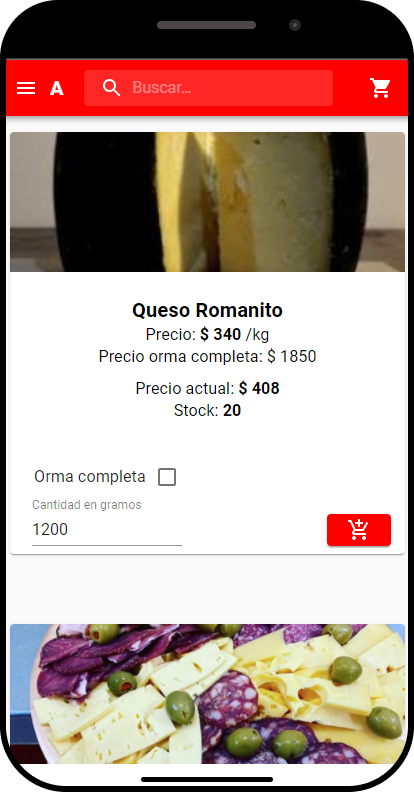 A
Buscar...
Queso Romanito
Precio: $ 340 /kg
Precio orma completa: $ 1850
Precio actual: $ 408
Stock: 20
Orma completa
Cantidad en gramos
1200